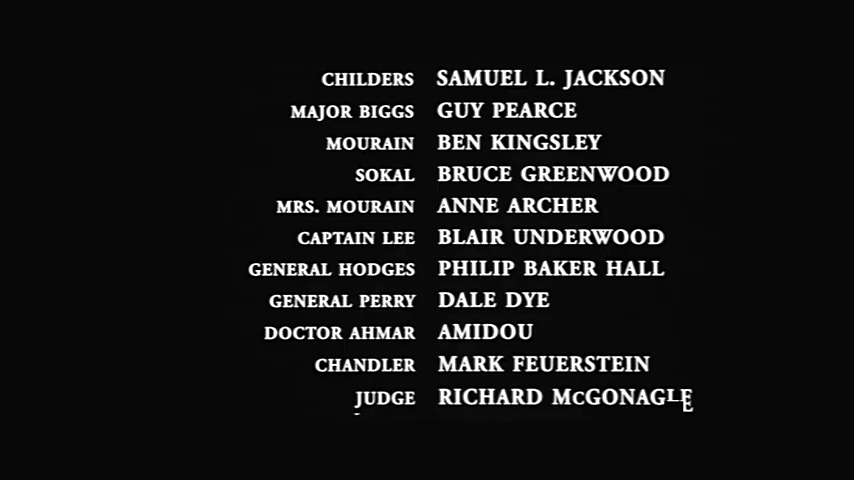 CHILDERS SAMUEL L. JACKSON
MAJOR BIGGS GUY PEARCE
MOURAIN BEN KINGSLEY
SOKAL BRUCE GREENWOOD
MRS. MOURAIN ANNE ARCHER
CAPTAIN LEE BLAIR UNDERWOOD
GENERAL HODGES PHILIP BAKER HALL
GENERAL PERRY DALE DYE
DOCTOR AHMAR AMIDOU
CHANDLER MARK FEUERSTEIN
JUDGE RICHARD McGONAGLE